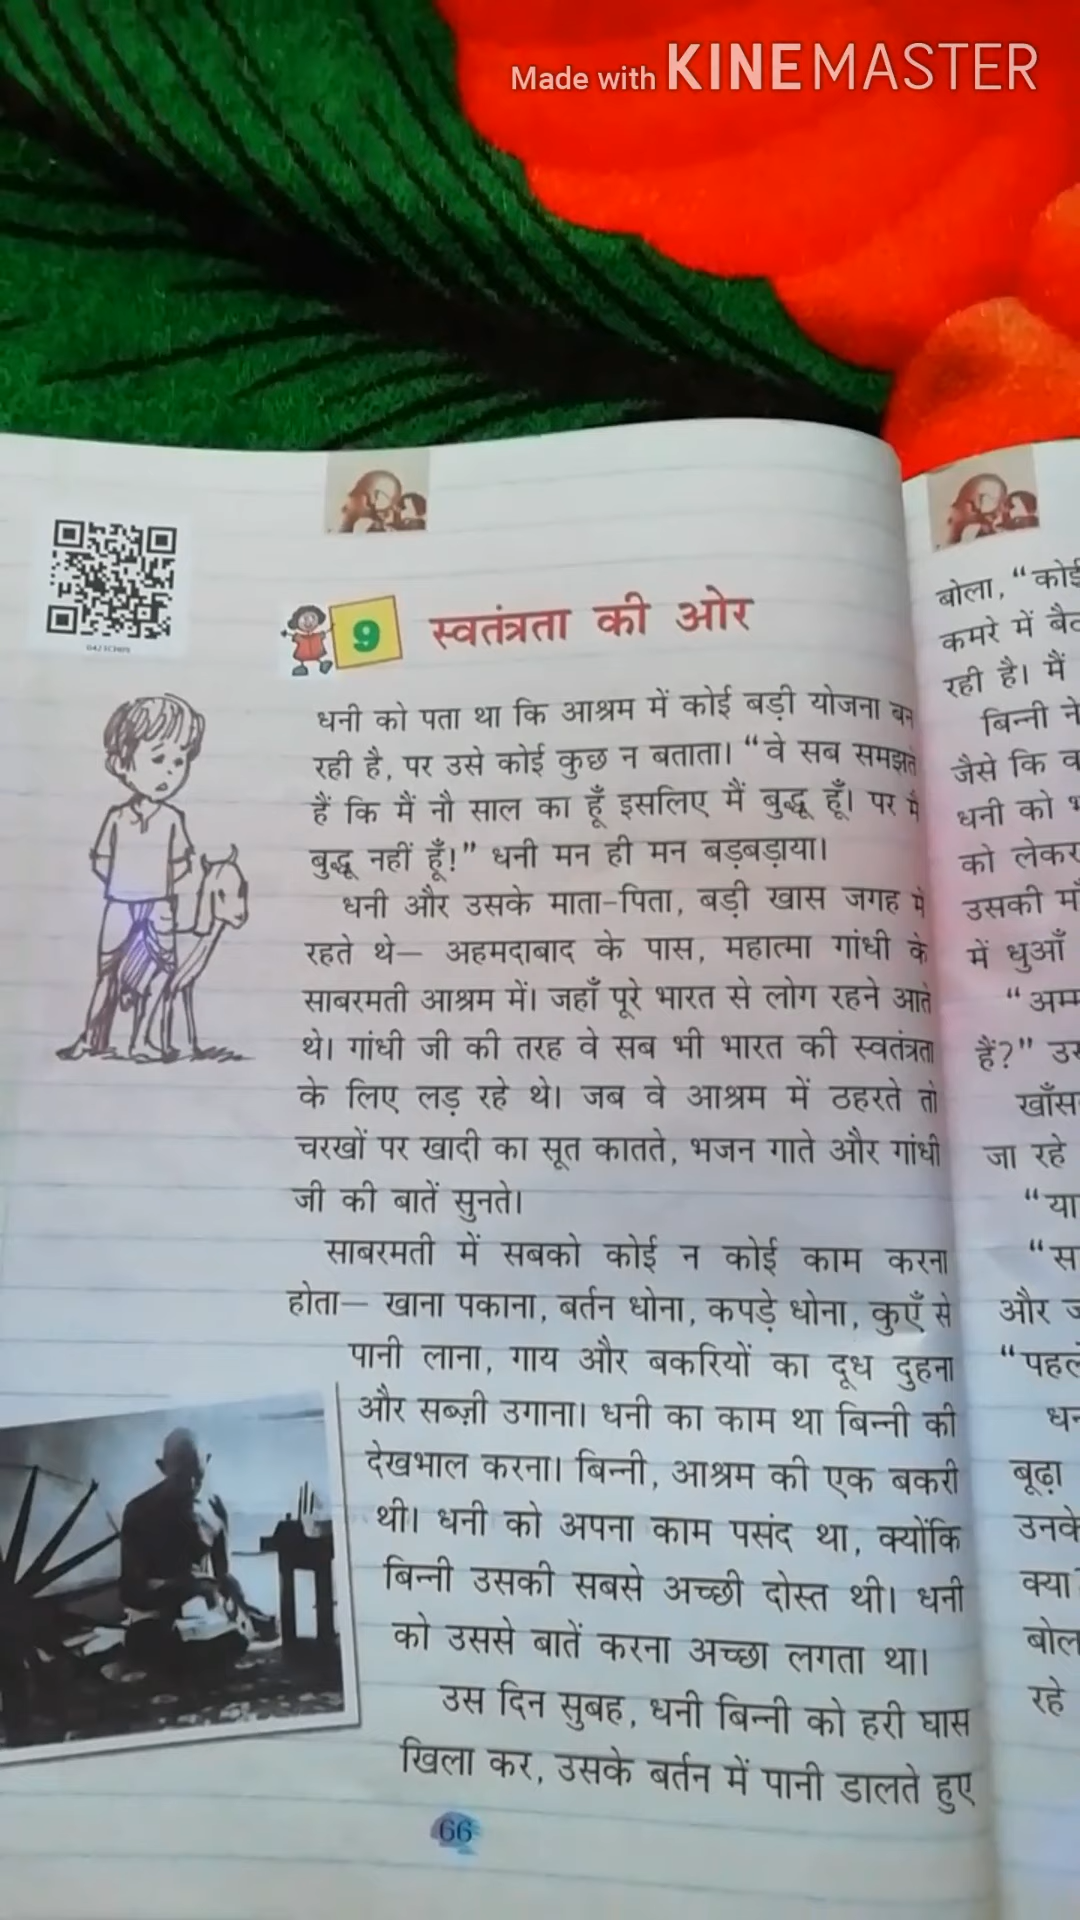 Made with KINEMASTER
9 स्वतंत्रता की ओर
धनी को पता था कि आश्रम में कोई बड़ी योजना बन
रही है, पर उसे कोई कुछ न बताता। “वे सब समझते
हैं कि मैं नौ साल का हूँ इसलिए मैं बुद्धू हूँ। पर मैं
बुद्धू नहीं हूँ!” धनी मन ही मन बड़बड़ाया।
धनी और उसके माता-पिता, बड़ी खास जगह में
रहते थे— अहमदाबाद के पास, महात्मा गांधी के
साबरमती आश्रम में। जहाँ पूरे भारत से लोग रहने आते
थे। गांधी जी की तरह वे सब भी भारत की स्वतंत्रता
के लिए लड़ रहे थे। जब वे आश्रम में ठहरते तो
चरखों पर खादी का सूत कातते, भजन गाते और गांधी
जी की बातें सुनते।
साबरमती में सबको कोई न कोई काम करना
होता— खाना पकाना, बर्तन धोना, कपड़े धोना, कुएँ से
पानी लाना, गाय और बकरियों का दूध दुहना
और सब्ज़ी उगाना। धनी का काम था बिन्नी की
देखभाल करना। बिन्नी, आश्रम की एक बकरी
थी। धनी को अपना काम पसंद था, क्योंकि
बिन्नी उसकी सबसे अच्छी दोस्त थी। धनी
को उससे बातें करना अच्छा लगता था।
उस दिन सुबह, धनी बिन्नी को हरी घास
खिला कर, उसके बर्तन में पानी डालते हुए
66
बोला, “कोई
कमरे में
रही है। मैं
बिन्नी ने
जैसे कि
धनी को
को लेकर
उसकी माँ
में धुआँ
“अम्म
हैं?”
खाँस
जा रहे
“या
“स
और
“पहले
बूढ़ा
उनके
क्या
बोल
रहे